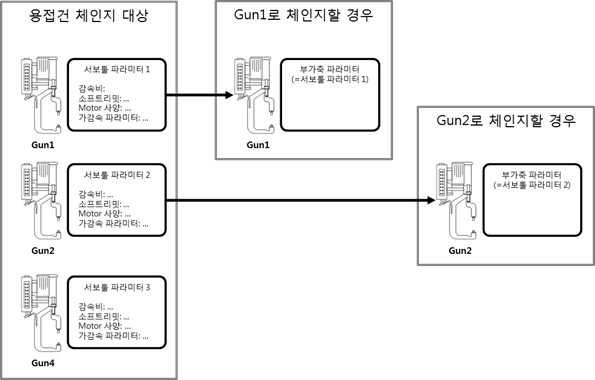 용접건 체인지 대상
서보툴 파라미터 1
감속비:
소프트리밋: ...
Motor 사양: ...
가감속 파라미터: ...
Gun1
서보툴 파라미터 2
감속비: ...
소프트리밋: ...
Motor 사양: ...
가감속 파라미터: ...
Gun2
서보툴 파라미터 3
감속비: ...
소프트리밋: ...
Motor 사양: ...
가감속 파라미터: ...
Gun4
Gun1로 체인지할 경우
부가축 파라미터
(=서보툴 파라미터 1)
Gun1
Gun2로 체인지할 경우
부가축 파라미터
(=서보툴 파라미터 2)
Gun2